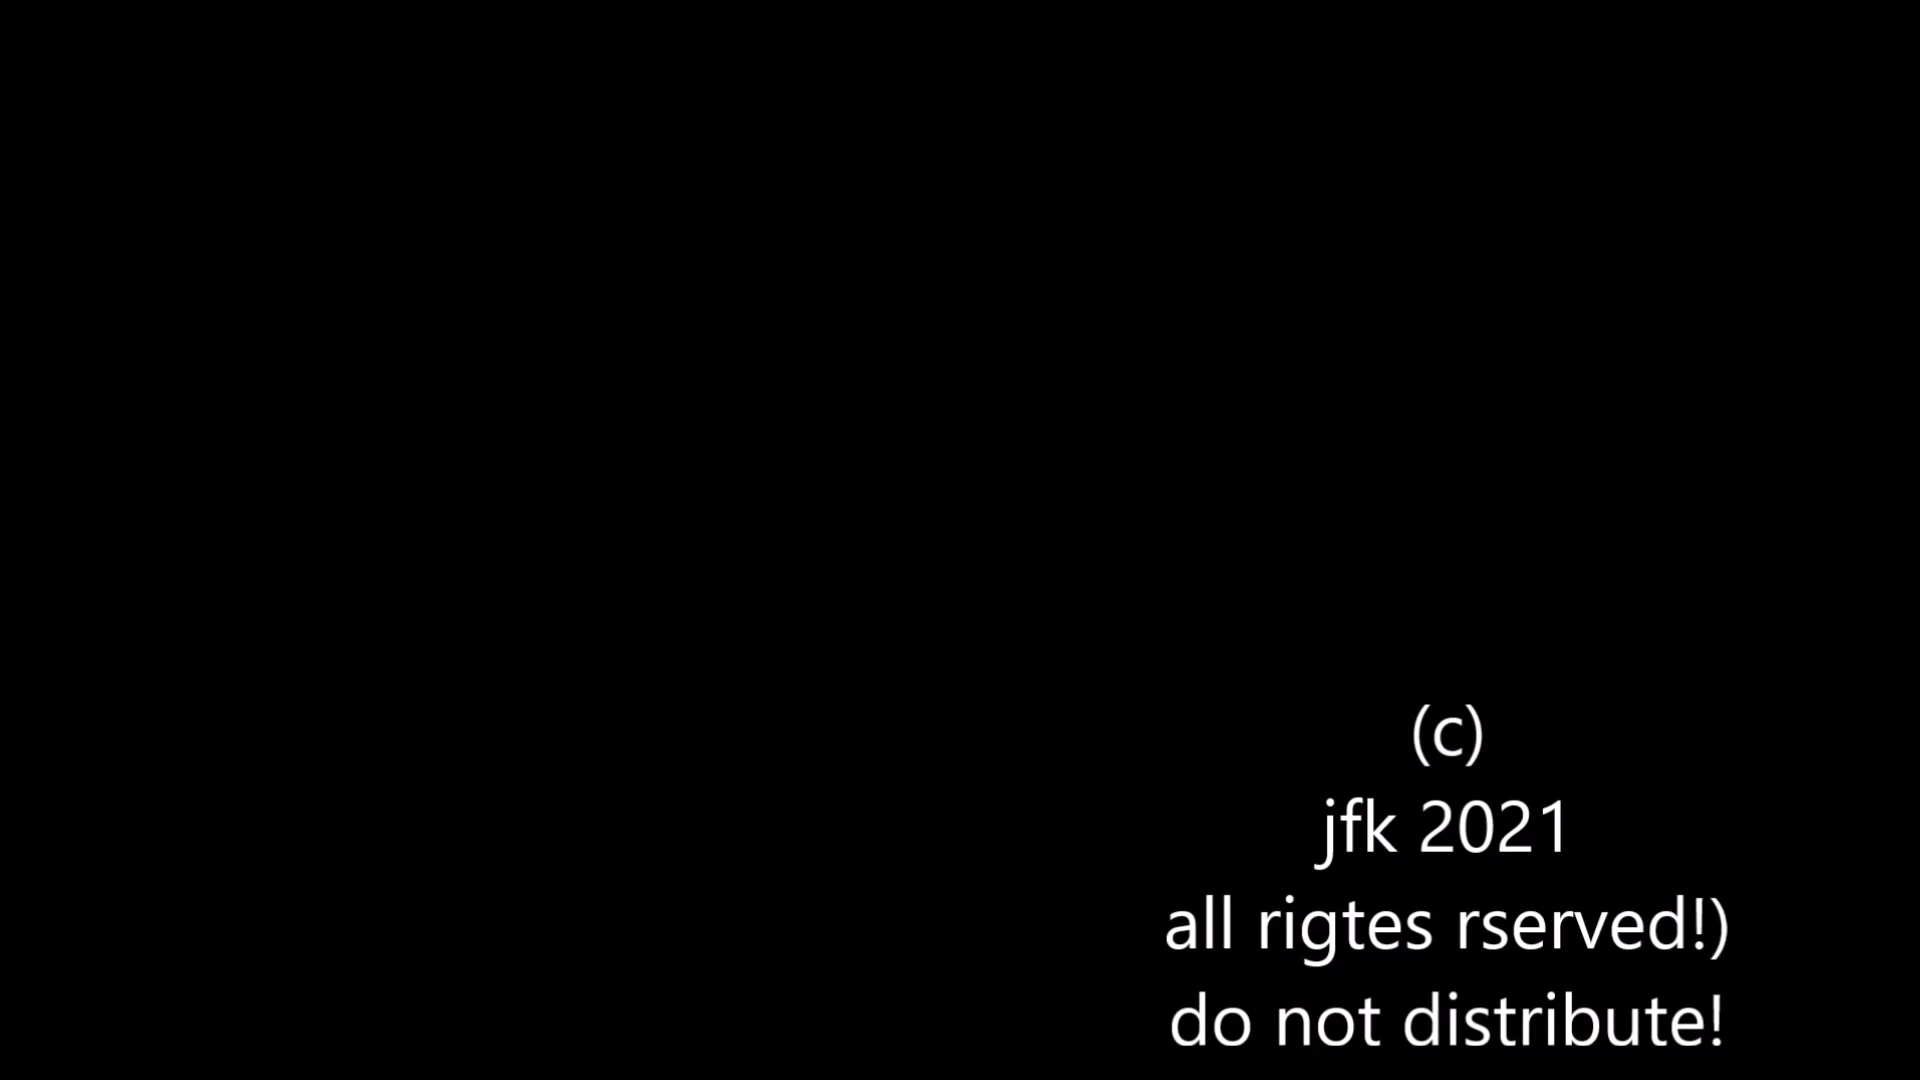 (c)
jfk 2021
all rigtes rserved!)
do not distribute!